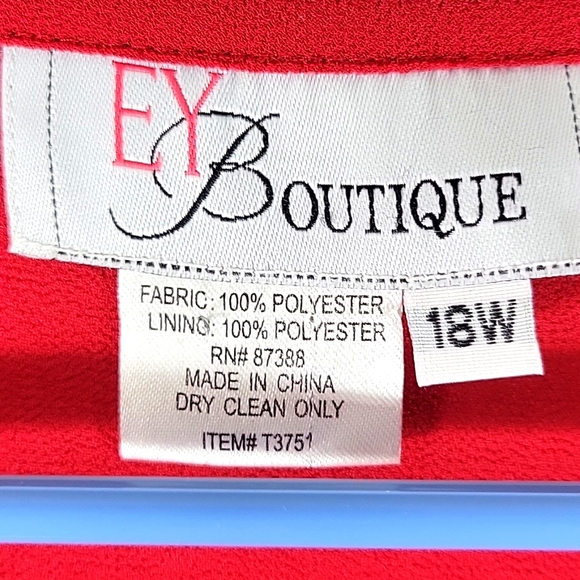 EY
BOUTIQUE
FABRIC: 100% POLYESTER
LINING: 100% POLYESTER
RN# 87388
MADE IN CHINA
DRY CLEAN ONLY
ITEM# T3751
18W